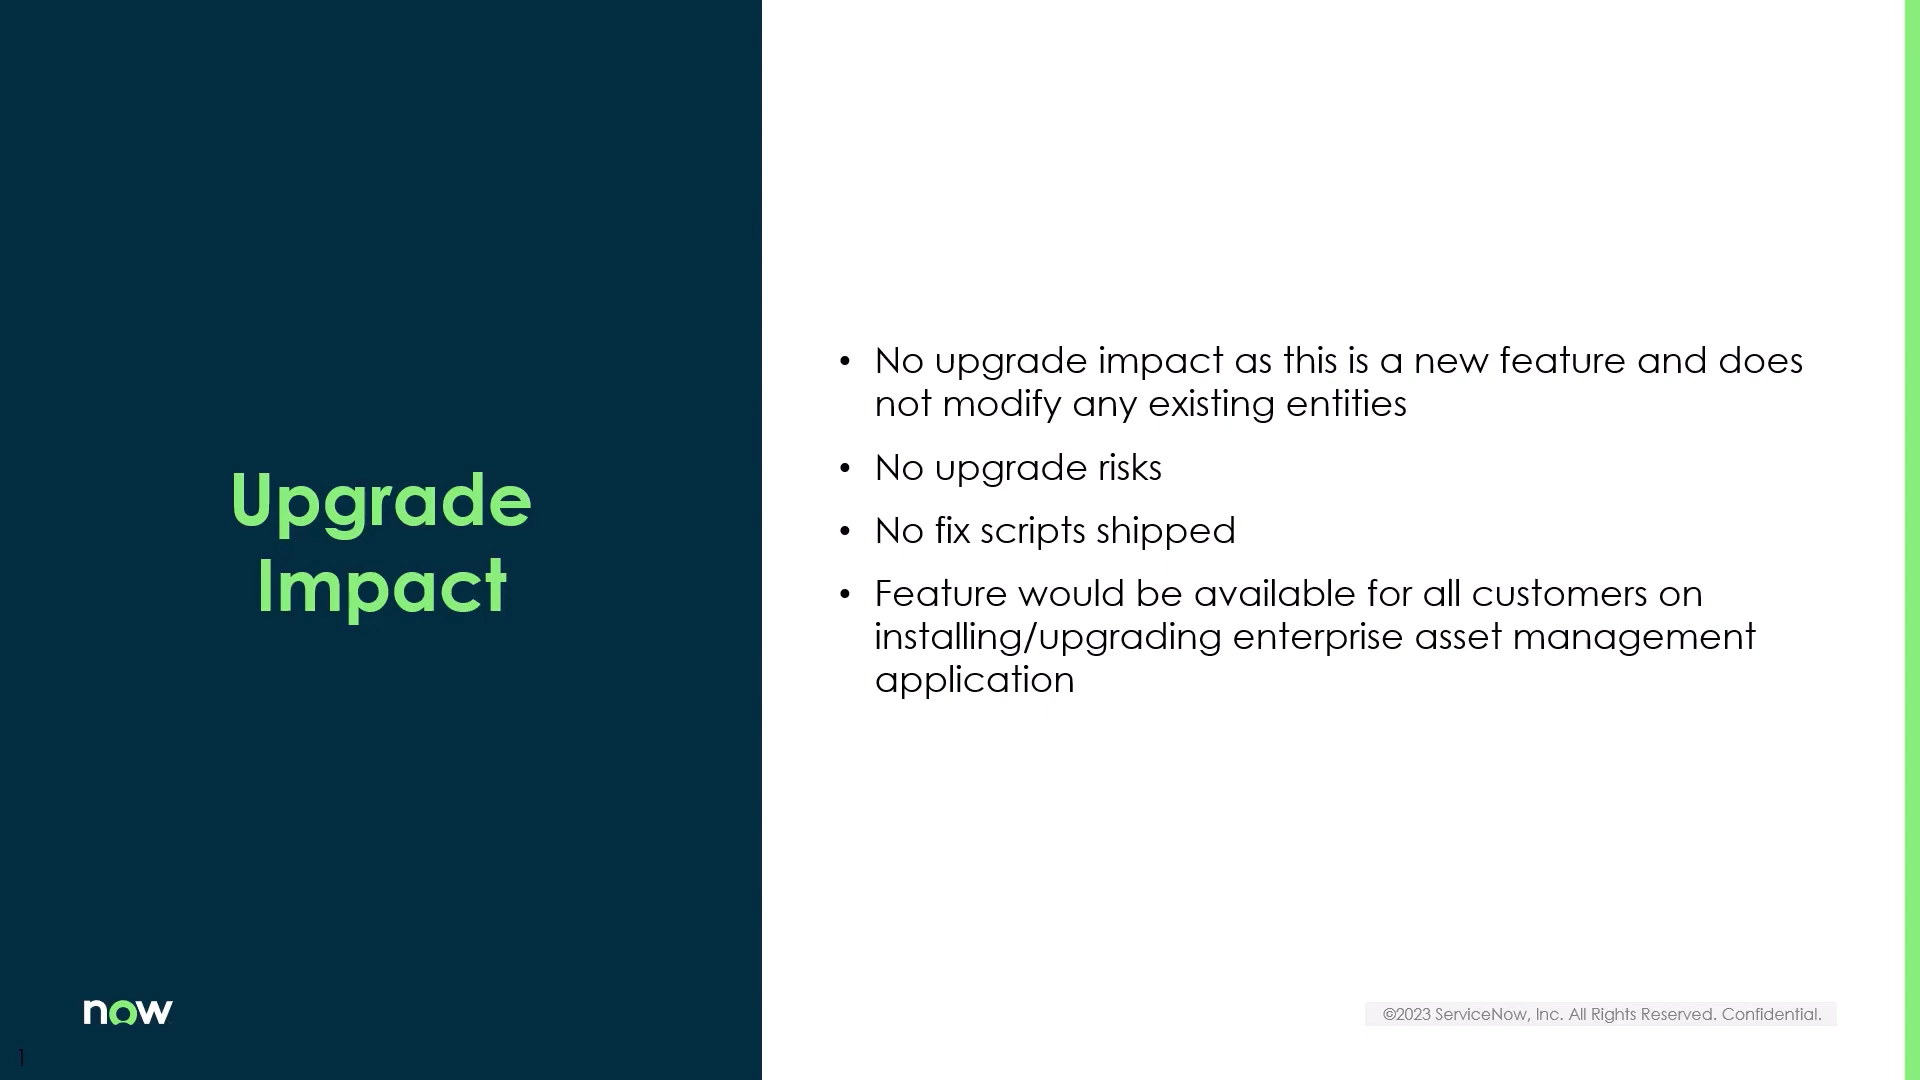 Upgrade
Impact
• No upgrade impact as this is a new feature and does
not modify any existing entities
• No upgrade risks
• No fix scripts shipped
• Feature would be available for all customers on
installing/upgrading enterprise asset management
application
now
©2023 ServiceNow, Inc. All Rights Reserved. Confidential.
1